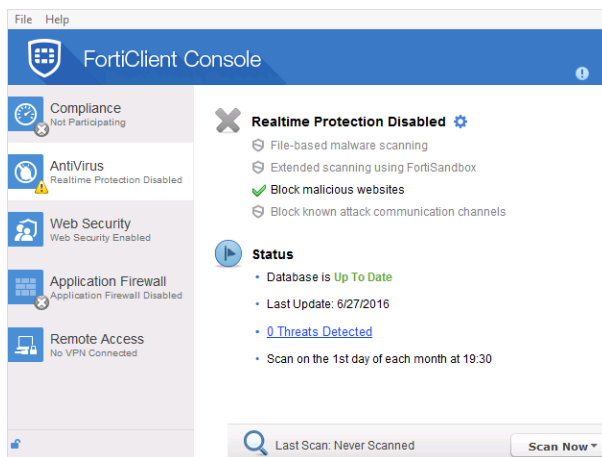 File Help
FortiClient Console
Compliance
Not Participating
AntiVirus
Realtime Protection Disabled
Web Security
Web Security Enabled
Application Firewall
Application Firewall Disabled
Remote Access
No VPN Connected
Realtime Protection Disabled
File-based malware scanning
Extended scanning using FortiSandbox
Block malicious websites
Block known attack communication channels
Status
• Database is Up To Date
• Last Update: 6/27/2016
• 0 Threats Detected
• Scan on the 1st day of each month at 19:30
Last Scan: Never Scanned
Scan Now